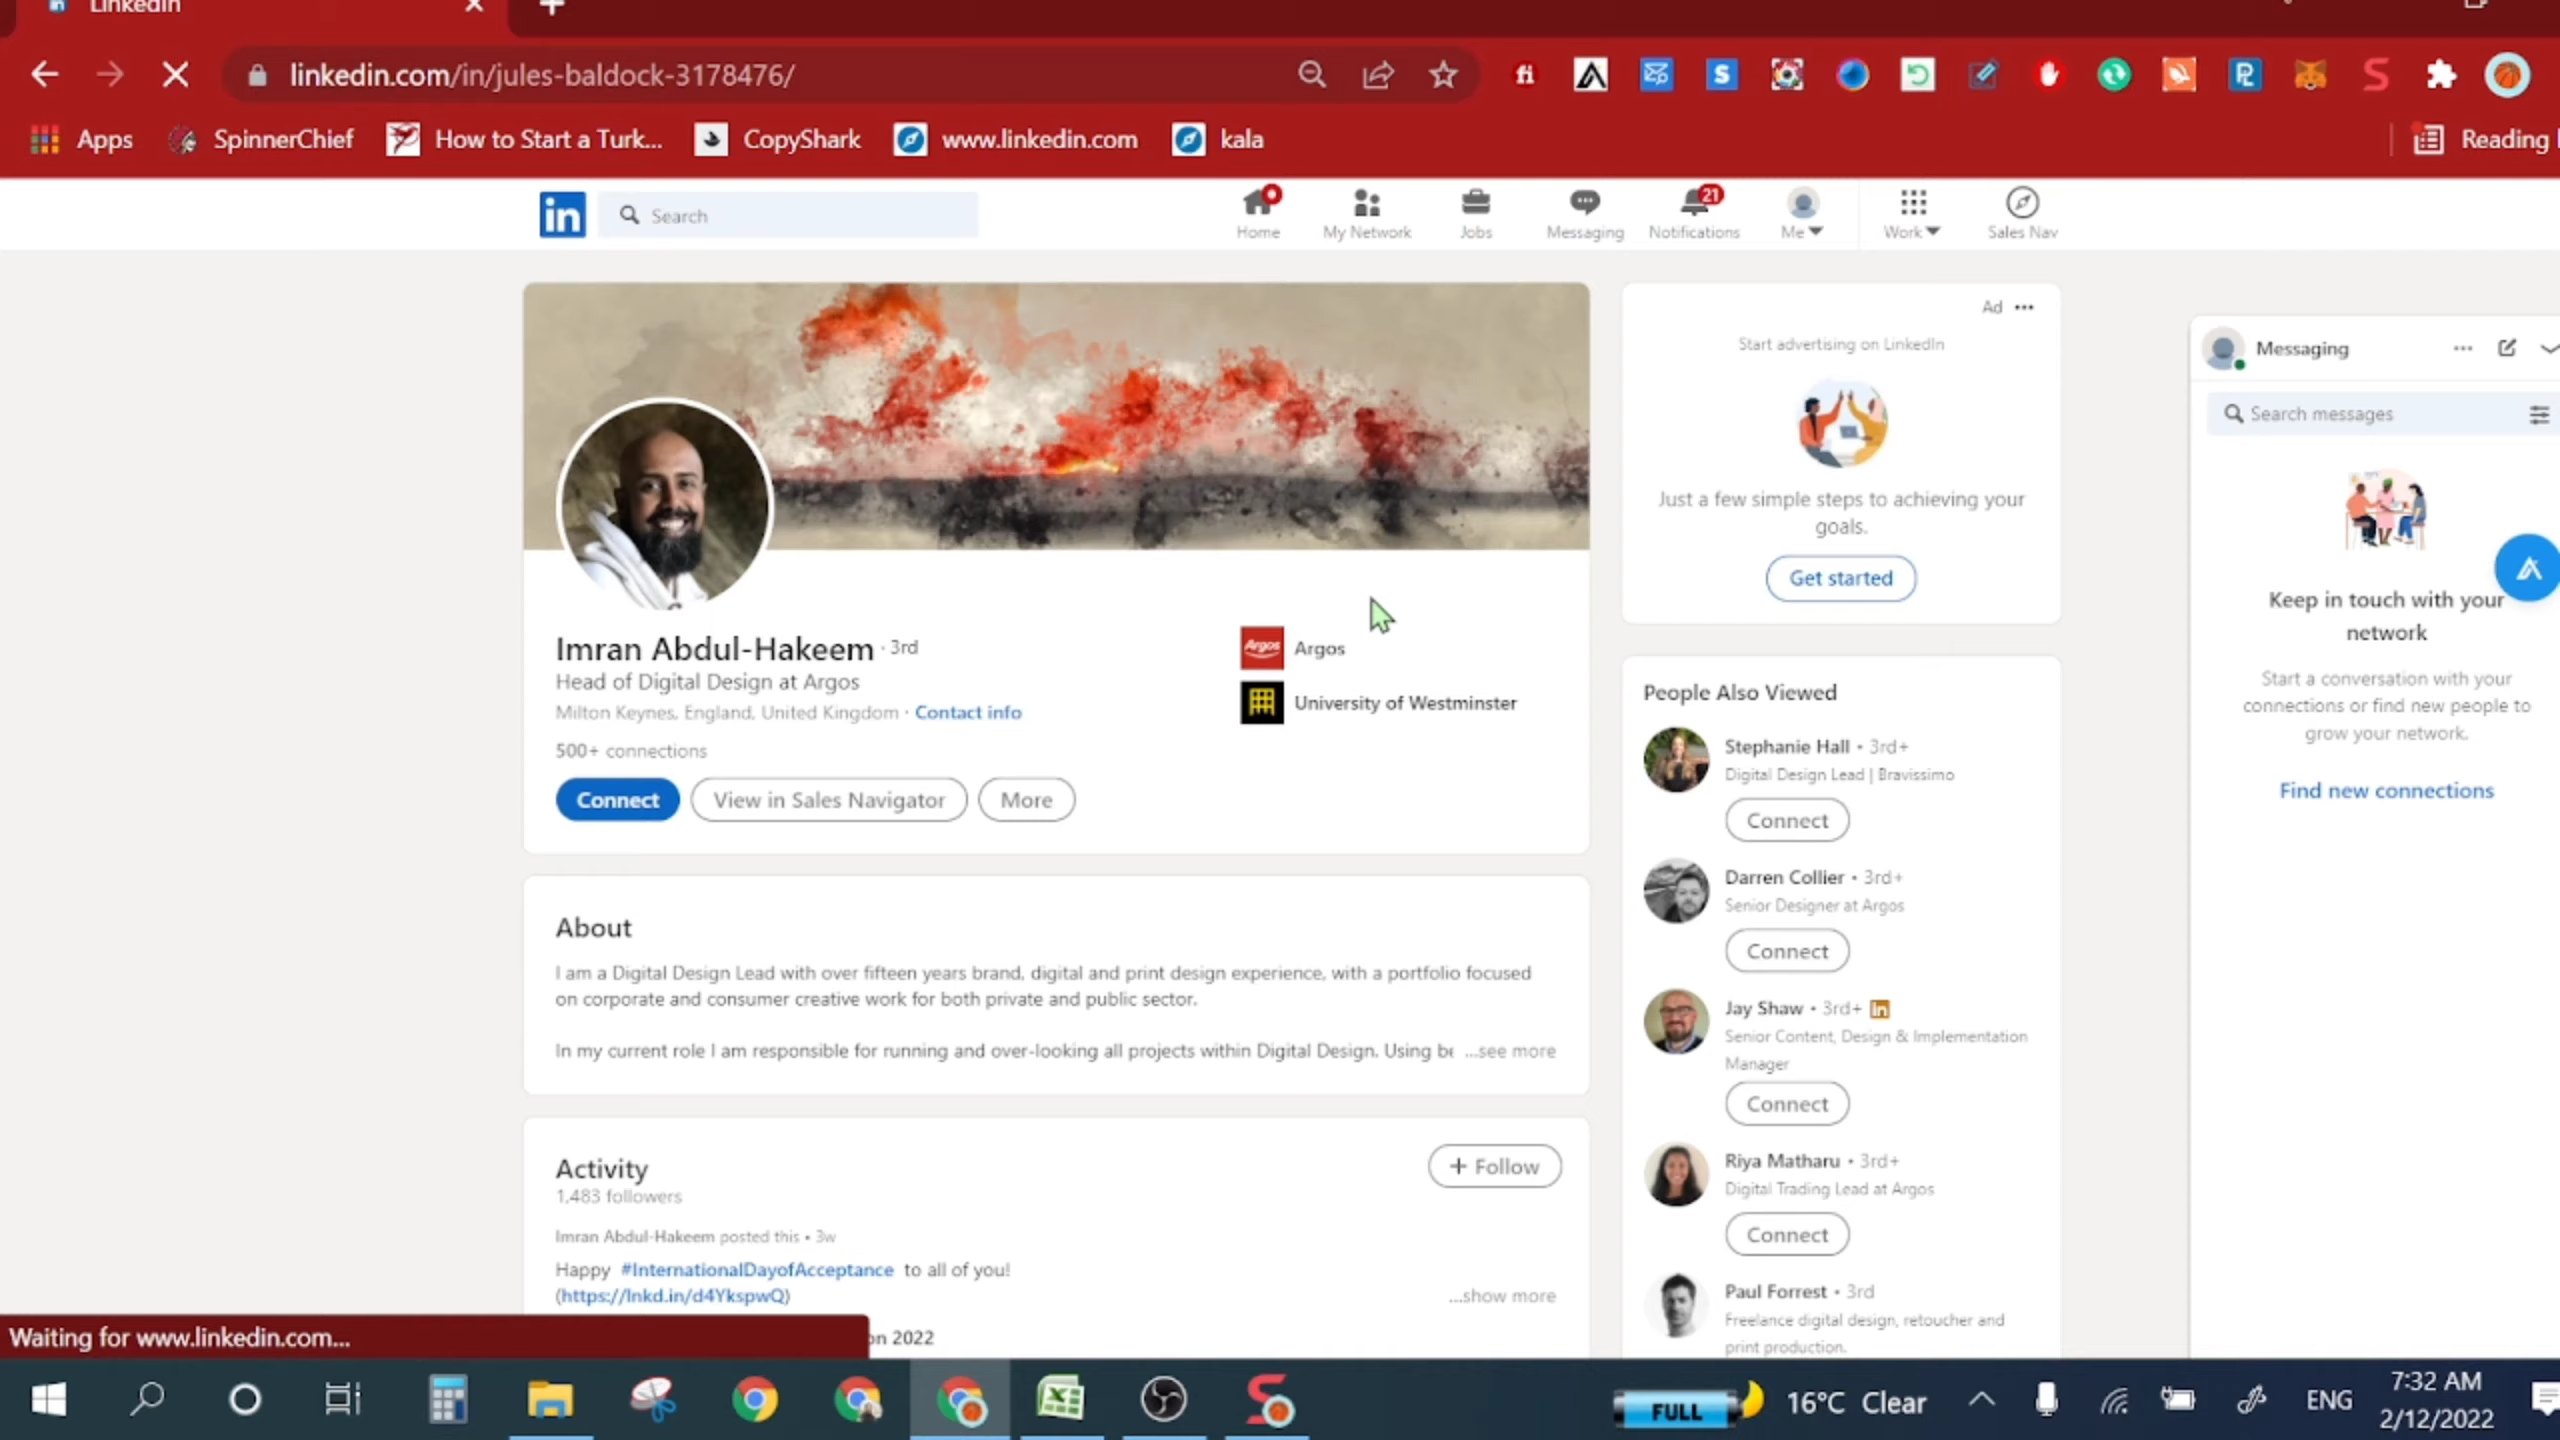 LinkedIn
linkedin.com/in/jules-baldock-3178476/
Apps
SpinnerChief
How to Start a Turk...
CopyShark
www.linkedin.com
kala
Reading
in
Search
Home
My Network
Jobs
Messaging
21
Notifications
Me
Work
Sales Nav
Imran Abdul-Hakeem · 3rd
Head of Digital Design at Argos
Milton Keynes, England, United Kingdom · Contact info
500+ connections
Connect
View in Sales Navigator
More
Argos
Argos
University of Westminster
About
I am a Digital Design Lead with over fifteen years brand, digital and print design experience, with a portfolio focused
on corporate and consumer creative work for both private and public sector.
In my current role I am responsible for running and over-looking all projects within Digital Design. Using be ...see more
Activity
1,483 followers
+ Follow
Imran Abdul-Hakeem posted this • 3w
Happy #InternationalDayofAcceptance to all of you!
(https://lnkd.in/d4YkspwQ)
...show more
on 2022
Ad
Start advertising on LinkedIn
Just a few simple steps to achieving your
goals.
Get started
People Also Viewed
Stephanie Hall • 3rd+
Digital Design Lead | Bravissimo
Connect
Darren Collier • 3rd+
Senior Designer at Argos
Connect
Jay Shaw • 3rd+ in
Senior Content, Design & Implementation
Manager
Connect
Riya Matharu • 3rd+
Digital Trading Lead at Argos
Connect
Paul Forrest • 3rd
Freelance digital design, retoucher and
print production.
Messaging
Search messages
Keep in touch with your
network
Start a conversation with your
connections or find new people to
grow your network.
Find new connections
Waiting for www.linkedin.com...
FULL
16°C Clear
ENG
7:32 AM
2/12/2022